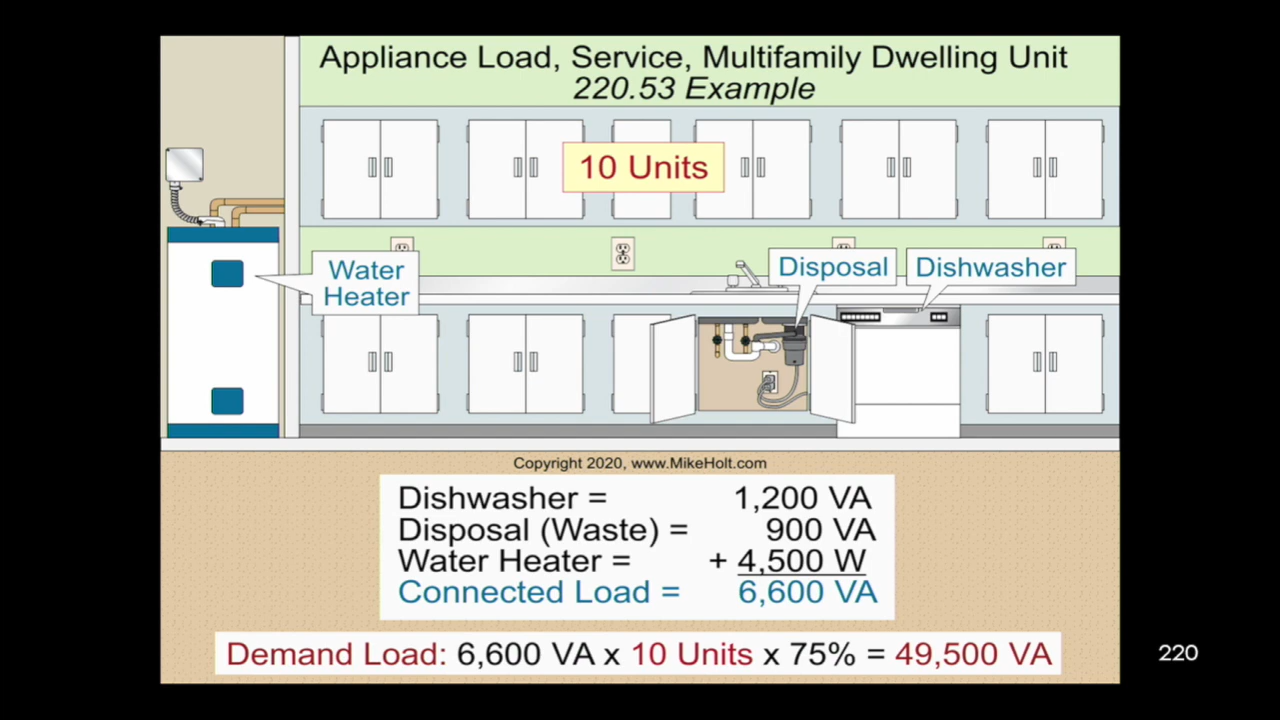 Appliance Load, Service, Multifamily Dwelling Unit
220.53 Example
10 Units
Water
Heater
Disposal
Dishwasher
Copyright 2020, www.MikeHolt.com
Dishwasher = 1,200 VA
Disposal (Waste) = 900 VA
Water Heater = + 4,500 W
Connected Load = 6,600 VA
Demand Load: 6,600 VA x 10 Units x 75% = 49,500 VA
220